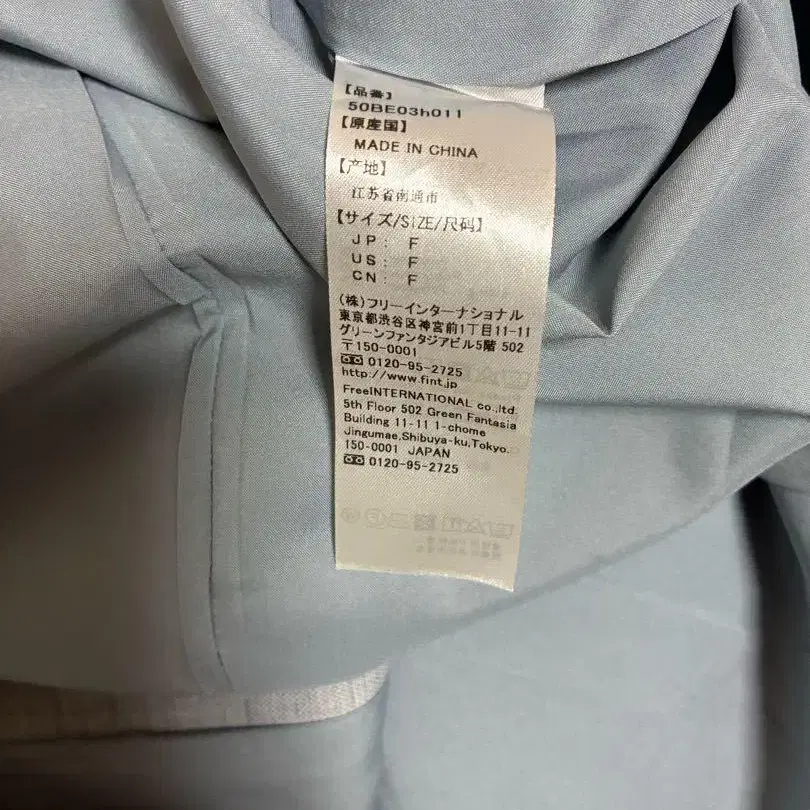 【品番】
50BE03h011
【原産国】
MADE IN CHINA
【产地】
江苏省南通市
【サイズ/SIZE/尺码】
JP: F
US: F
CN: F
(株)フリーインターナショナル
東京都渋谷区神宮前1丁目11-11
グリーンファンタジアビル5階 502
〒150-0001
0120-95-2725
http://www.fint.jp
FreeINTERNATIONAL co.,ltd.
5th Floor 502 Green Fantasia
Building 11-11 1-chome
Jingumae,Shibuya-ku,Tokyo.
150-0001 JAPAN
0120-95-2725